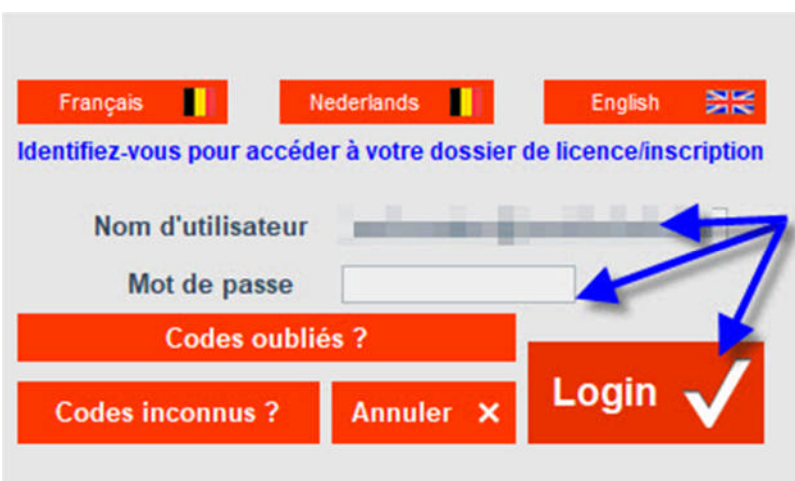 Français Nederlands English
Identifiez-vous pour accéder à votre dossier de licence/inscription
Nom d'utilisateur
Mot de passe
Codes oubliés ?
Codes inconnus ? Annuler Login